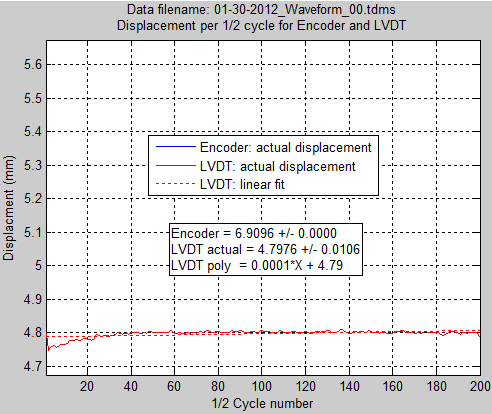 Data filename: 01-30-2012_Waveform_00.tdms
Displacement per 1/2 cycle for Encoder and LVDT
5.6
5.5
5.4
5.3
5.2
5.1
5
4.9
4.8
4.7
Displacment (mm)
Encoder: actual displacement
LVDT: actual displacement
LVDT: linear fit
Encoder = 6.9096 +/- 0.0000
LVDT actual = 4.7976 +/- 0.0106
LVDT poly = 0.0001*X + 4.79
20 40 60 80 100 120 140 160 180 200
1/2 Cycle number